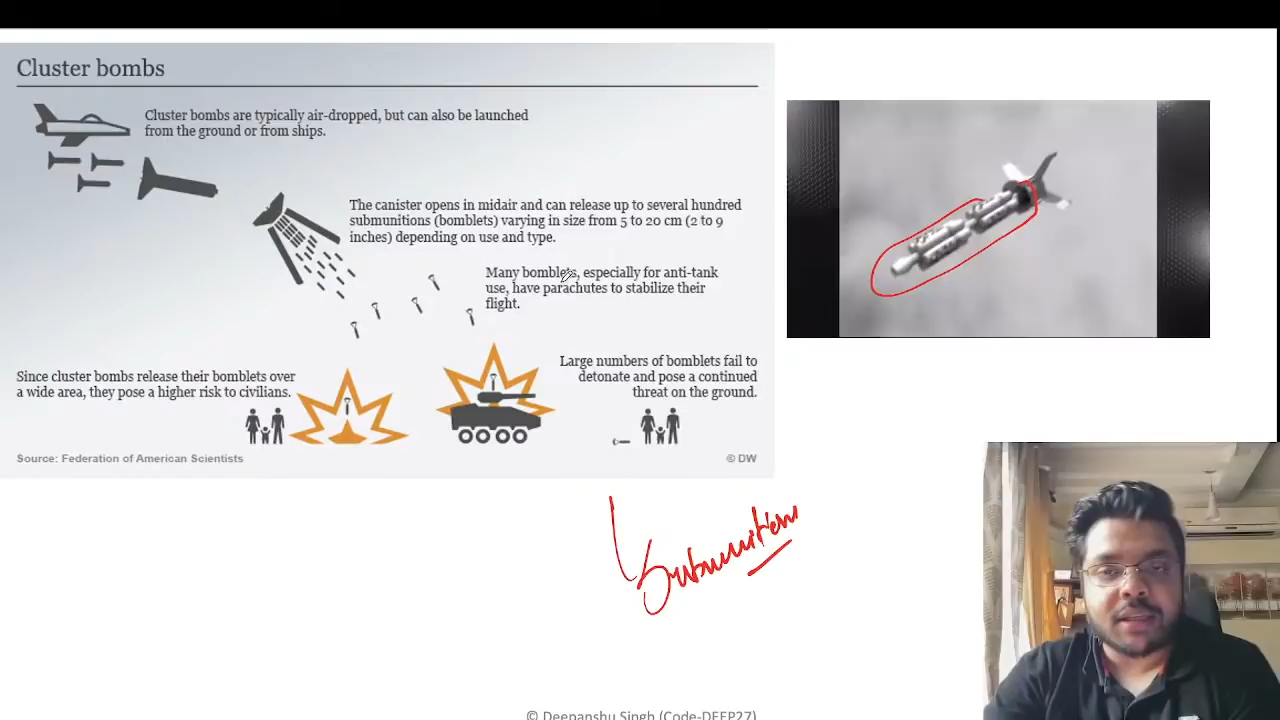 Cluster bombs
Cluster bombs are typically air-dropped, but can also be launched
from the ground or from ships.
The canister opens in midair and can release up to several hundred
submunitions (bomblets) varying in size from 5 to 20 cm (2 to 9
inches) depending on use and type.
Many bomblets, especially for anti-tank
use, have parachutes to stabilize their
flight.
Since cluster bombs release their bomblets over
a wide area, they pose a higher risk to civilians.
Large numbers of bomblets fail to
detonate and pose a continued
threat on the ground.
Source: Federation of American Scientists
© DW
Submunitions
© Deepanshu Singh (Code-DEEP27)